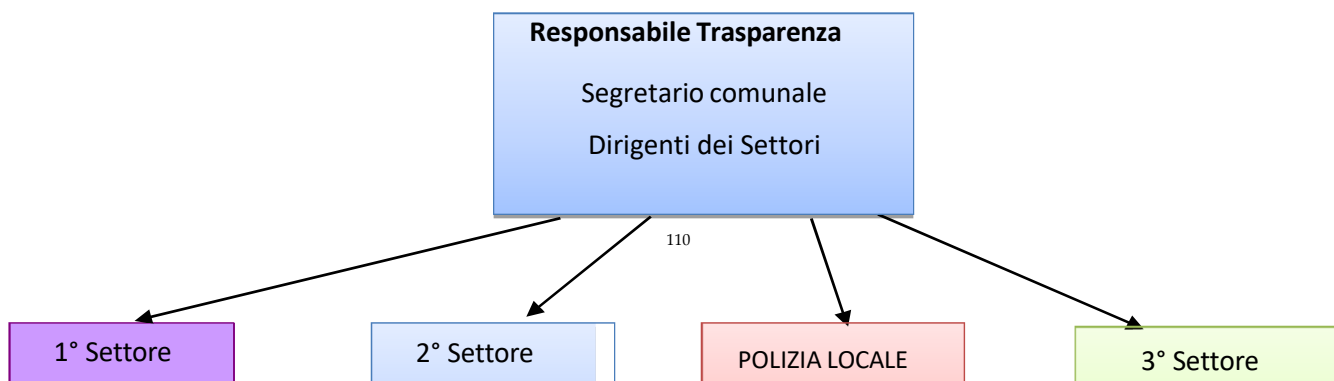 Responsabile Trasparenza
Segretario comunale
Dirigenti dei Settori
110
1° Settore
2° Settore
POLIZIA LOCALE
3° Settore